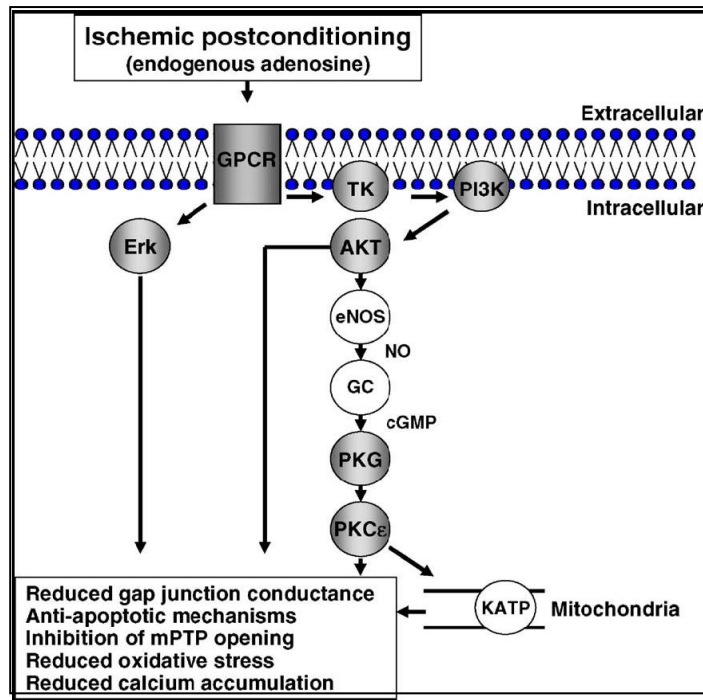 Ischemic postconditioning
(endogenous adenosine)
Extracellular
GPCR
TK
PI3K
Intracellular
Erk
AKT
eNOS
NO
GC
cGMP
PKG
PKCε
Reduced gap junction conductance
Anti-apoptotic mechanisms
Inhibition of mPTP opening
Reduced oxidative stress
Reduced calcium accumulation
KATP
Mitochondria